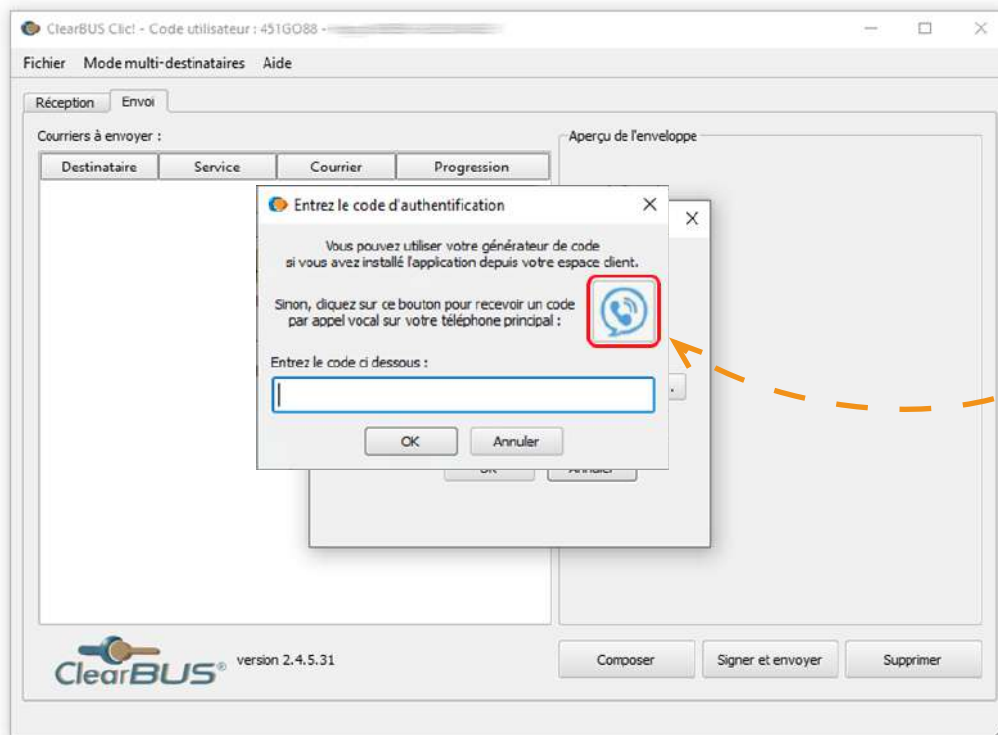 ClearBUS Clic! - Code utilisateur : 451GO88 -
Fichier Mode multi-destinataires Aide
Réception Envoi
Courriers à envoyer :
Aperçu de l'enveloppe
Destinataire Service Courrier Progression
Entrez le code d'authentification
Vous pouvez utiliser votre générateur de code
si vous avez installé l'application depuis votre espace client.
Sinon, cliquez sur ce bouton pour recevoir un code
par appel vocal sur votre téléphone principal :
Entrez le code ci dessous :
OK Annuler
ClearBUS® version 2.4.5.31
Composer Signer et envoyer Supprimer